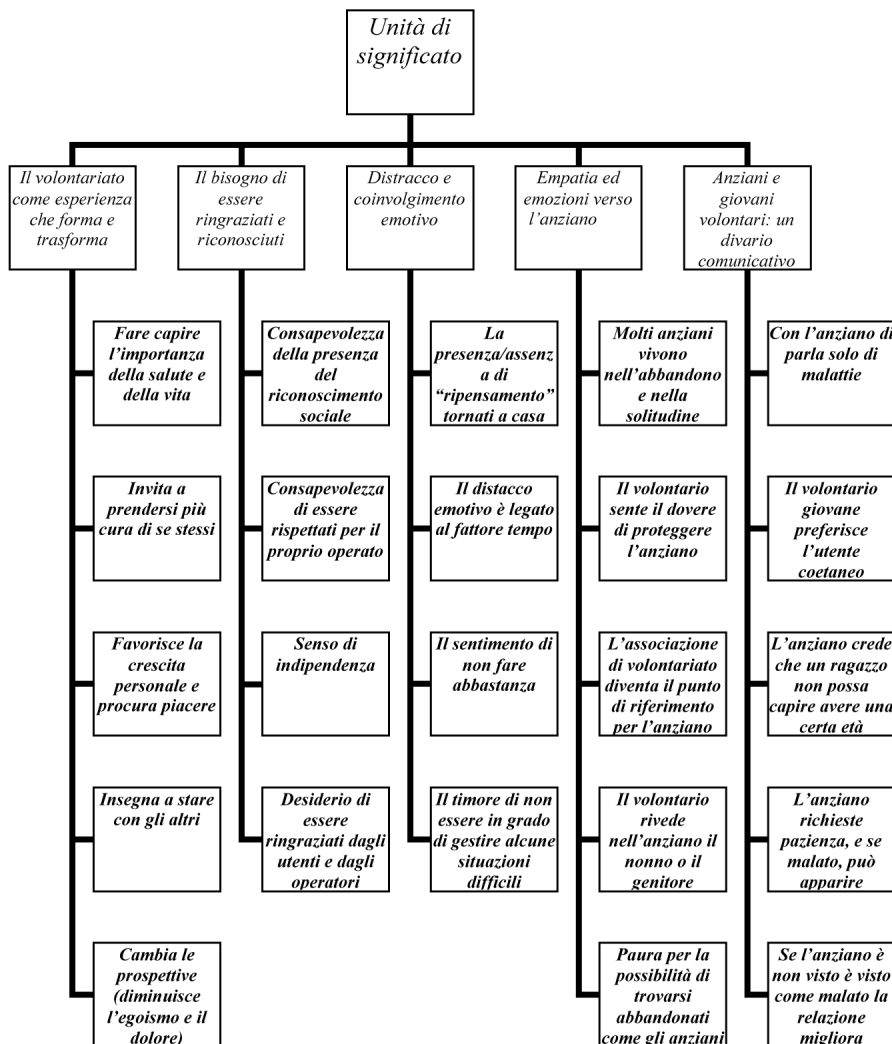 Unità di
significato
Il volontariato
come esperienza
che forma e
trasforma
Il bisogno di
essere
ringraziati e
riconosciuti
Distracco e
coinvolgimento
emotivo
Empatia ed
emozioni verso
l'anziano
Anziani e
giovani
volontari: un
divario
comunicativo
Fare capire
l'importanza
della salute e
della vita
Invita a
prendersi più
cura di se stessi
Favorisce la
crescita
personale e
procura piacere
Insegna a stare
con gli altri
Cambia le
prospettive
(diminuisce
l'egoismo e il
dolore)
Consapevolezza
della presenza
del
riconoscimento
sociale
Consapevolezza
di essere
rispettati per il
proprio operato
Senso di
indipendenza
Desiderio di
essere
ringraziati dagli
utenti e dagli
operatori
La
presenza/assenz
a di
“ripensamento”
tornati a casa
Il distacco
emotivo è legato
al fattore tempo
Il sentimento di
non fare
abbastanza
Il timore di non
essere in grado
di gestire alcune
situazioni
difficili
Molti anziani
vivono
nell'abbandono
e nella
solitudine
Il volontario
sente il dovere
di proteggere
l'anziano
L'associazione
di volontariato
diventa il punto
di riferimento
per l'anziano
Il volontario
rivede
nell'anziano il
nonno o il
genitore
Paura per la
possibilità di
trovarsi
abbandonati
come gli anziani
Con l'anziano di
parla solo di
malattie
Il volontario
giovane
preferisce
l'utente
coetaneo
L'anziano crede
che un ragazzo
non possa
capire avere una
certa età
L'anziano
richieste
pazienza, e se
malato, può
apparire
Se l'anziano è
non visto è visto
come malato la
relazione
migliora